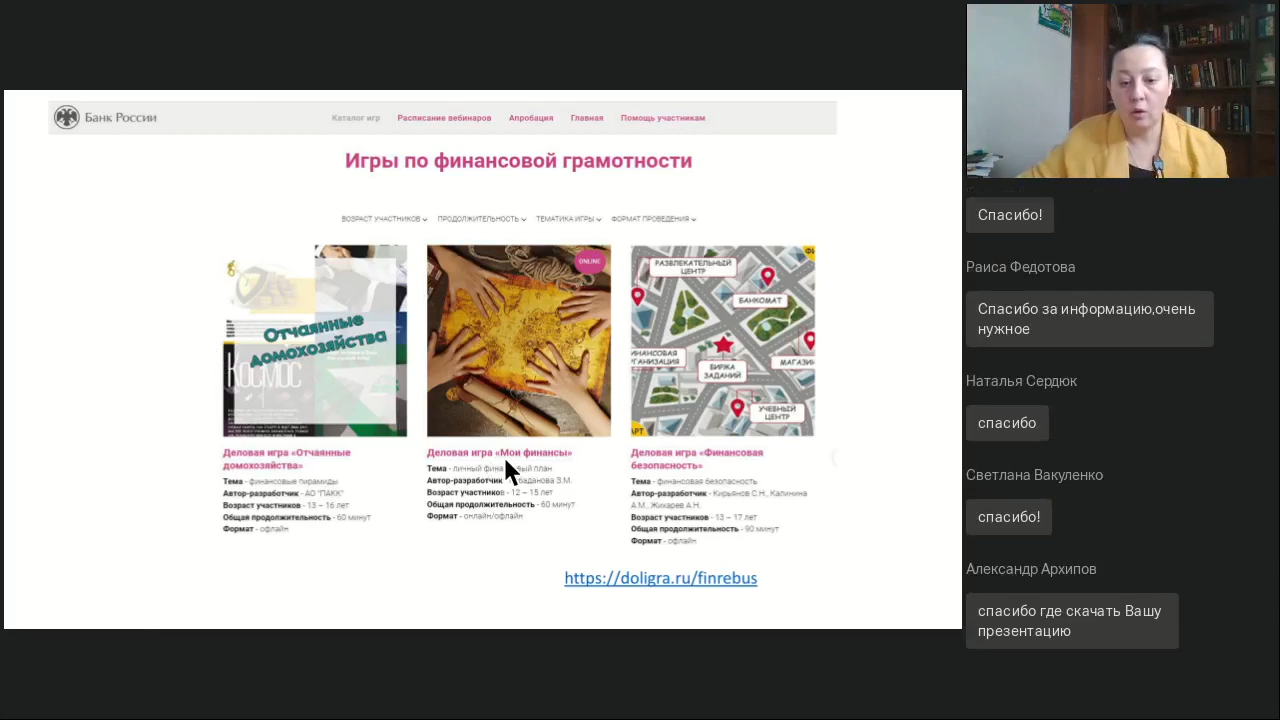 Банк России
Каталог игр Расписание вебинаров Апробация Главная Помощь участникам
Игры по финансовой грамотности
ВОЗРАСТ УЧАСТНИКОВ ПРОДОЛЖИТЕЛЬНОСТЬ ТЕМАТИКА ИГРЫ ФОРМАТ ПРОВЕДЕНИЯ
Отчаянные
домохозяйства
Космос
ONLINE
РАЗВЛЕКАТЕЛЬНЫЙ
ЦЕНТР
БАНКОМАТ
БИРЖА
ЗАДАНИЙ
УЧЕБНЫЙ
ЦЕНТР
Деловая игра «Отчаянные
домохозяйства»
Тема - финансовые пирамиды
Автор-разработчик - АО "ПАКК"
Возраст участников - 13 – 16 лет
Общая продолжительность - 60 минут
Формат - офлайн
Деловая игра «Мои финансы»
Тема - личный план
Автор-разработчик З.М.
Возраст участников - 12 – 15 лет
Общая продолжительность - 60 минут
Формат - онлайн/офлайн
Деловая игра «Финансовая
безопасность»
Тема - финансовая безопасность
Автор-разработчик - Кирьянов С.Н., Калинина
А.М., Жихарев А.Н.
Возраст участников - 13 – 17 лет
Общая продолжительность - 90 минут
Формат - офлайн
https://doligra.ru/finrebus
Спасибо!
Раиса Федотова
Спасибо за информацию,очень
нужное
Наталья Сердюк
спасибо
Светлана Вакуленко
спасибо!
Александр Архипов
спасибо где скачать Вашу
презентацию